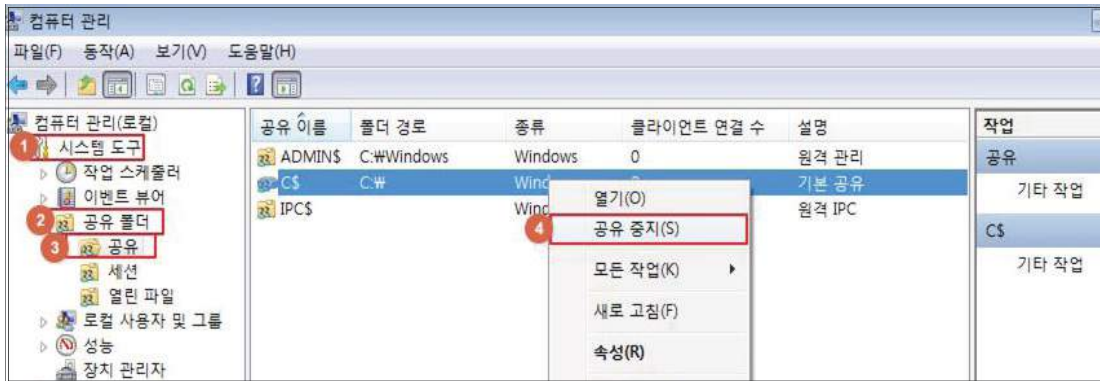 컴퓨터 관리
파일(F) 동작(A) 보기(V) 도움말(H)
컴퓨터 관리(로컬)
1 시스템 도구
작업 스케줄러
이벤트 뷰어
2 공유 폴더
3 공유
세션
열린 파일
로컬 사용자 및 그룹
성능
장치 관리자
공유 이름 폴더 경로 종류 클라이언트 연결 수 설명
ADMIN$ C:₩Windows Windows 0 원격 관리
C$ C:₩ Wind 기본 공유
IPC$ Wind 원격 IPC
열기(O)
4 공유 중지(S)
모든 작업(K)
새로 고침(F)
속성(R)
작업
공유
기타 작업
C$
기타 작업